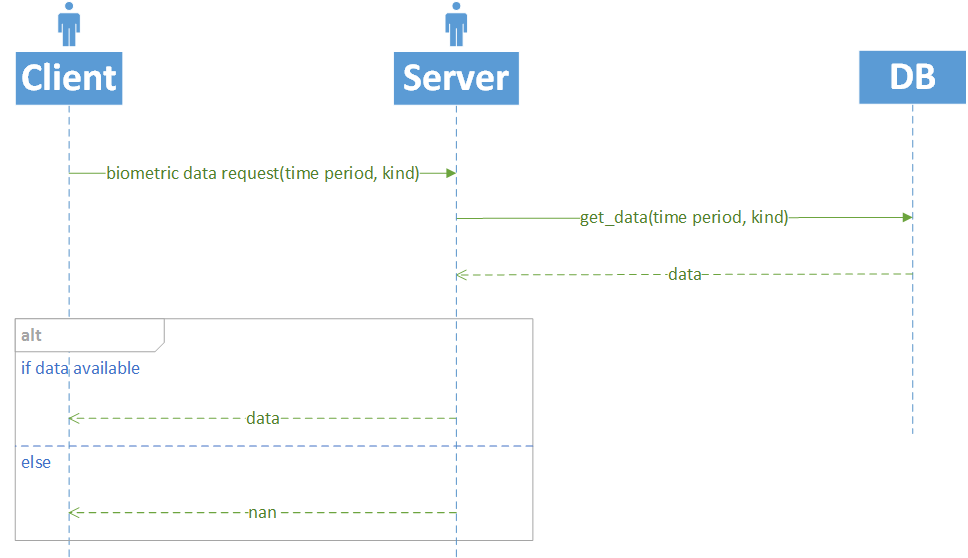 Client
Server
DB
biometric data request(time period, kind)
get_data(time period, kind)
data
alt
if data available
data
else
nan